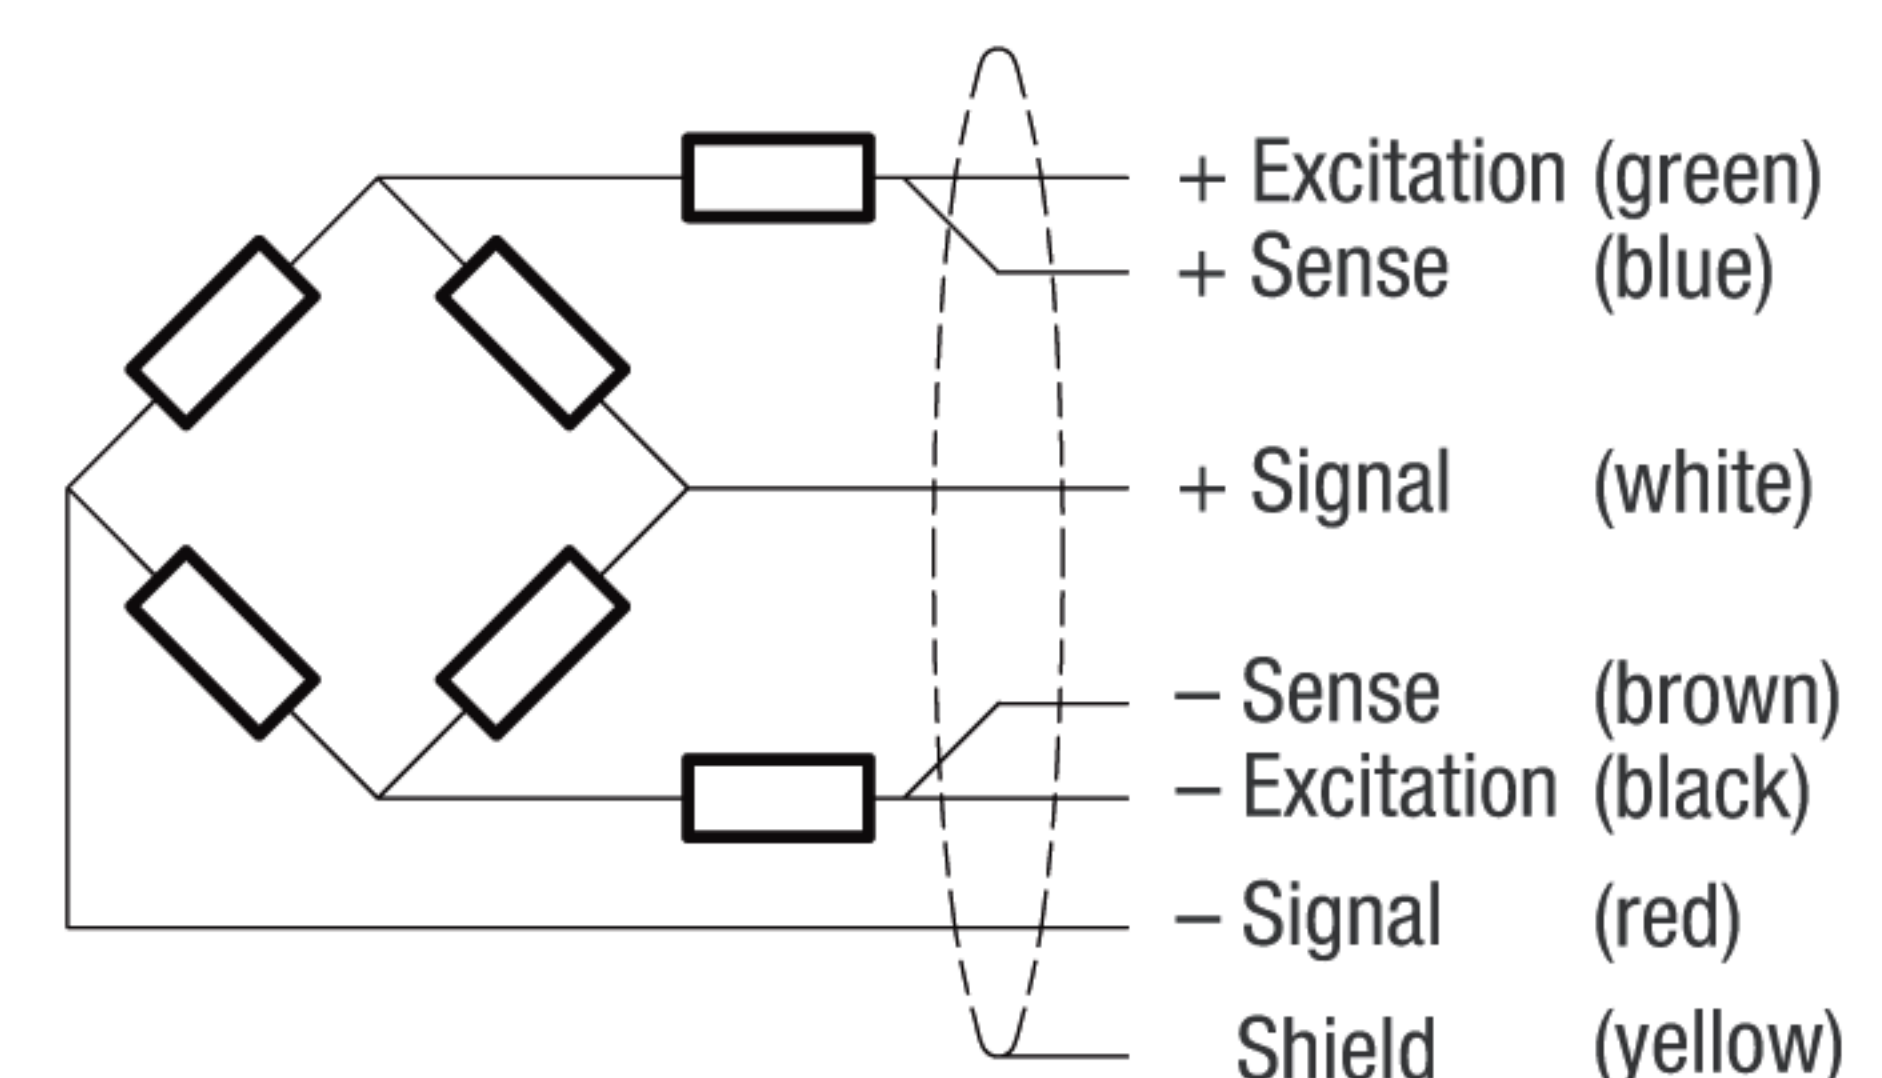 + Excitation (green)
+ Sense (blue)
+ Signal (white)
– Sense (brown)
– Excitation (black)
– Signal (red)
Shield (yellow)